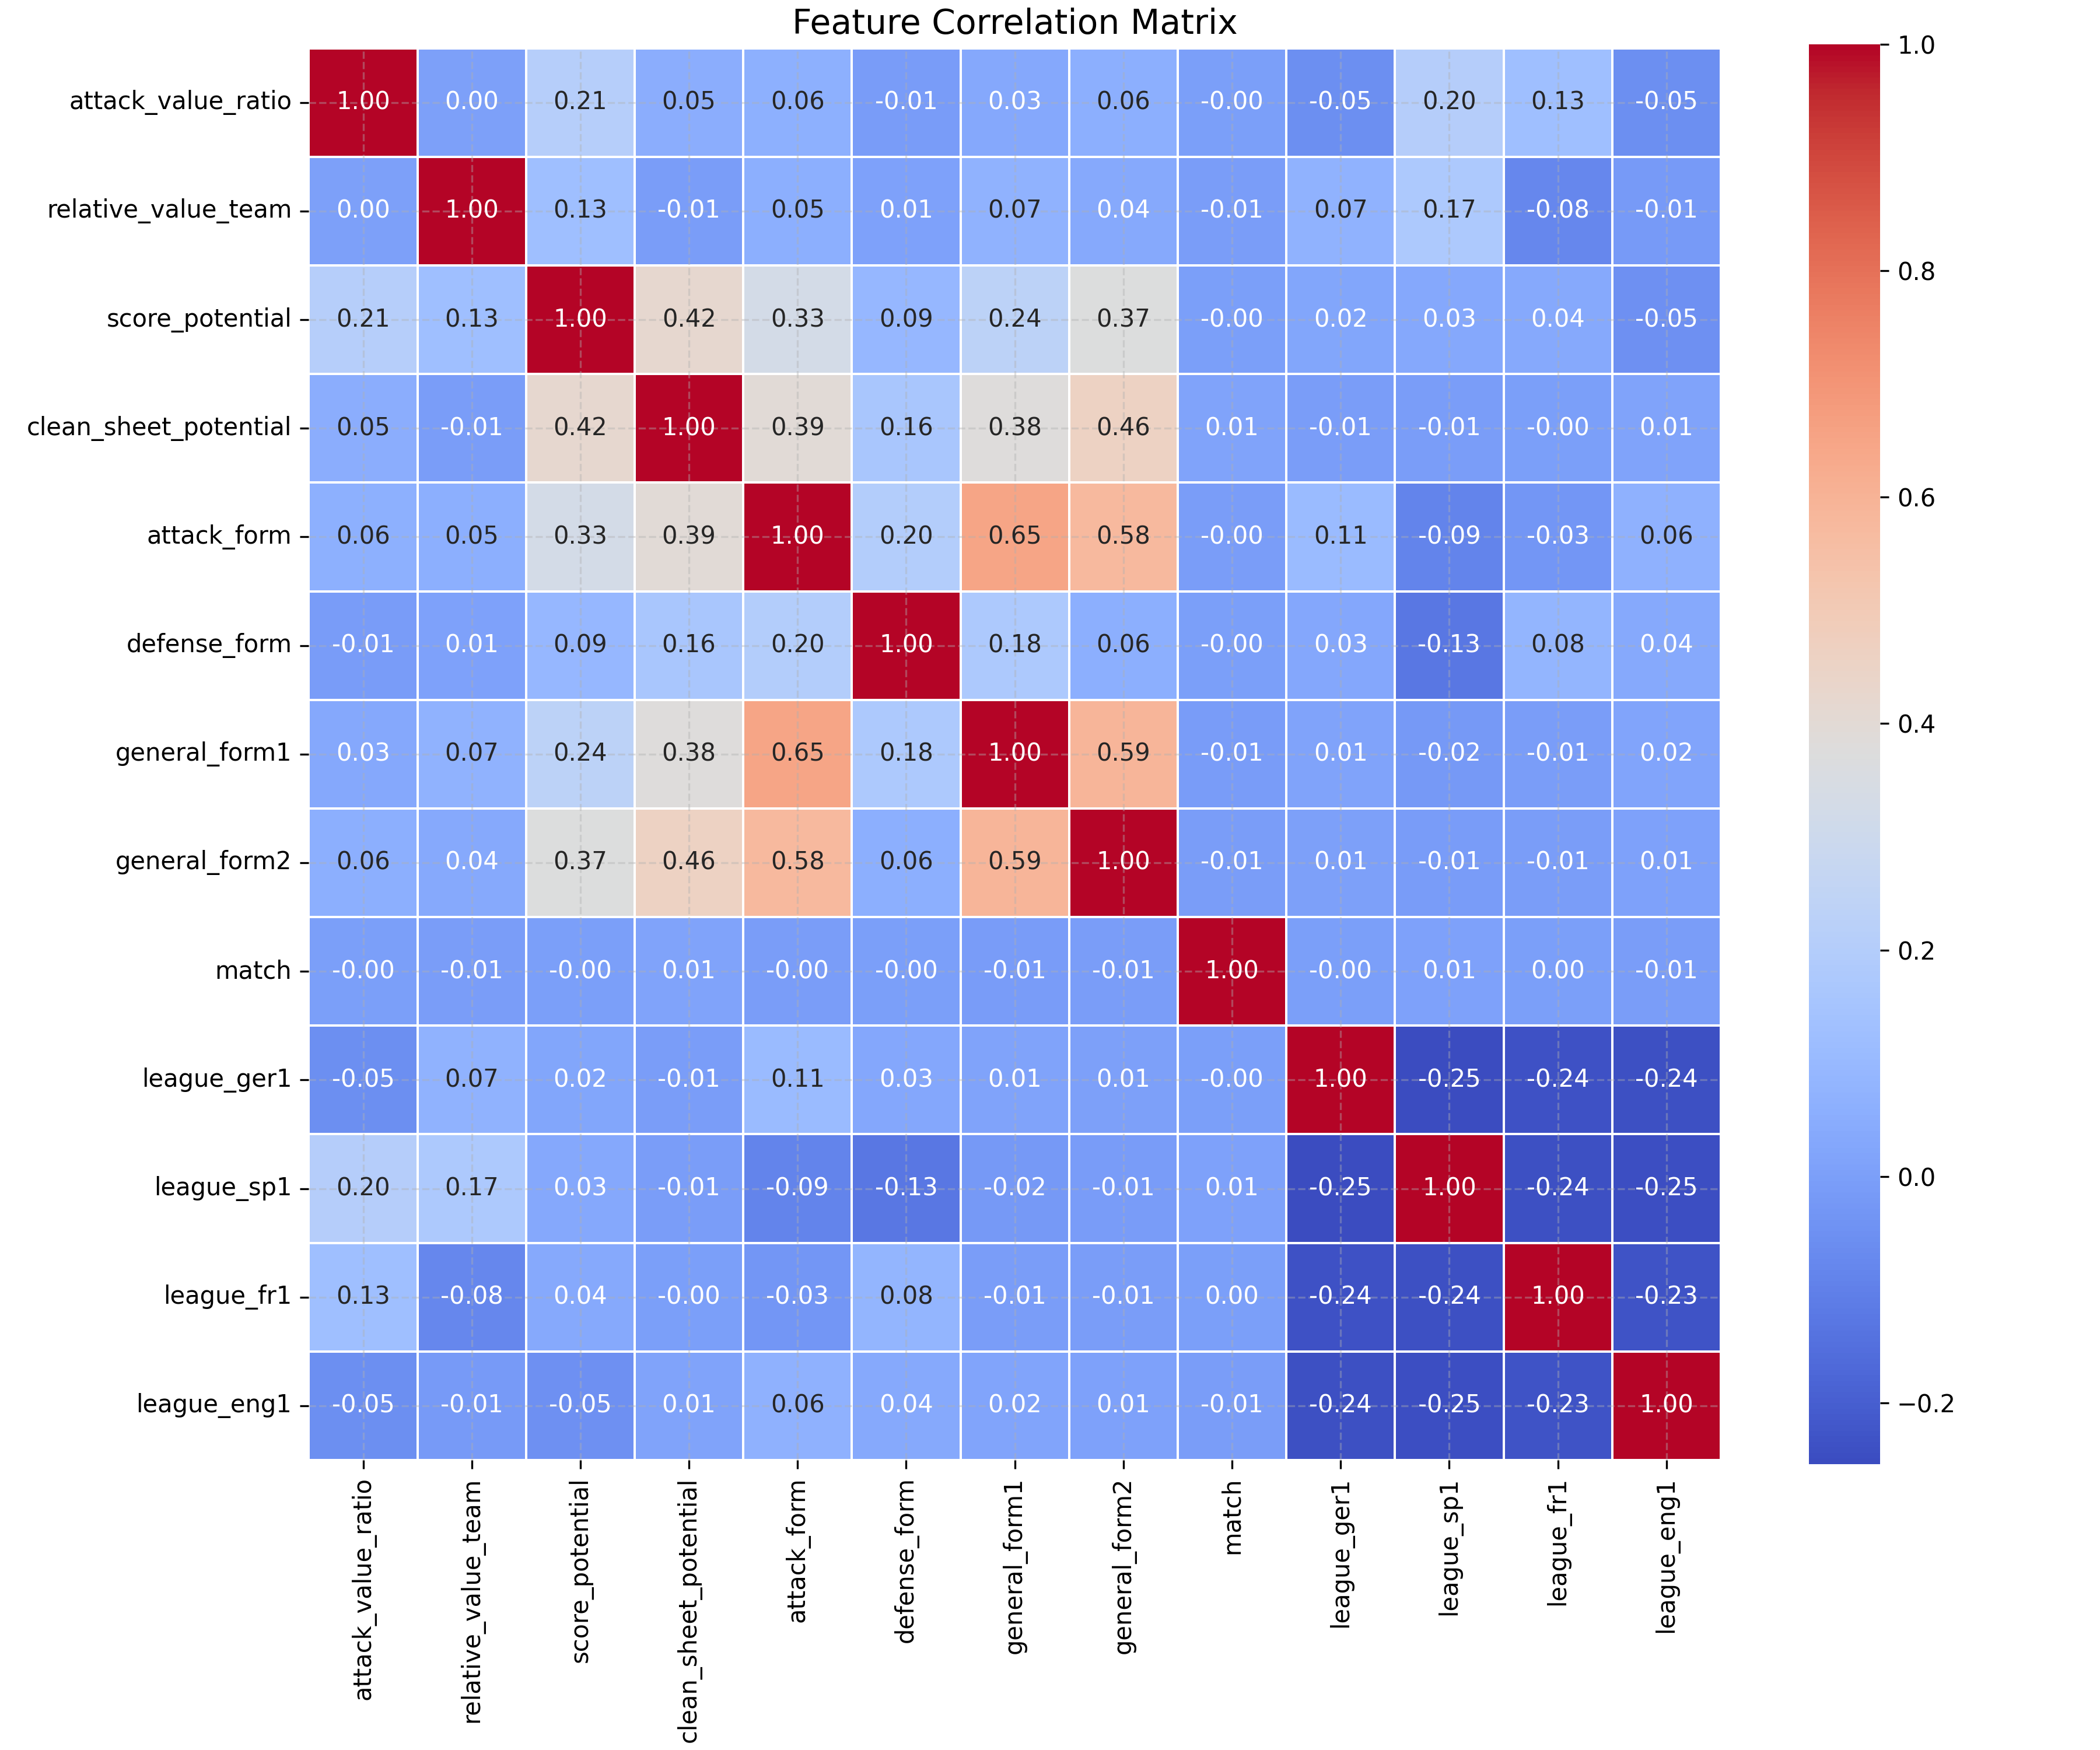 Feature Correlation Matrix
attack_value_ratio 1.00 0.00 0.21 0.05 0.06 -0.01 0.03 0.06 -0.00 -0.05 0.20 0.13 -0.05
relative_value_team 0.00 1.00 0.13 -0.01 0.05 0.01 0.07 0.04 -0.01 0.07 0.17 -0.08 -0.01
score_potential 0.21 0.13 1.00 0.42 0.33 0.09 0.24 0.37 -0.00 0.02 0.03 0.04 -0.05
clean_sheet_potential 0.05 -0.01 0.42 1.00 0.39 0.16 0.38 0.46 0.01 -0.01 -0.01 -0.00 0.01
attack_form 0.06 0.05 0.33 0.39 1.00 0.20 0.65 0.58 -0.00 0.11 -0.09 -0.03 0.06
defense_form -0.01 0.01 0.09 0.16 0.20 1.00 0.18 0.06 -0.00 0.03 -0.13 0.08 0.04
general_form1 0.03 0.07 0.24 0.38 0.65 0.18 1.00 0.59 -0.01 0.01 -0.02 -0.01 0.02
general_form2 0.06 0.04 0.37 0.46 0.58 0.06 0.59 1.00 -0.01 0.01 -0.01 -0.01 0.01
match -0.00 -0.01 -0.00 0.01 -0.00 -0.00 -0.01 -0.01 1.00 -0.00 0.01 0.00 -0.01
league_ger1 -0.05 0.07 0.02 -0.01 0.11 0.03 0.01 0.01 -0.00 1.00 -0.25 -0.24 -0.24
league_sp1 0.20 0.17 0.03 -0.01 -0.09 -0.13 -0.02 -0.01 0.01 -0.25 1.00 -0.24 -0.25
league_fr1 0.13 -0.08 0.04 -0.00 -0.03 0.08 -0.01 -0.01 0.00 -0.24 -0.24 1.00 -0.23
league_eng1 -0.05 -0.01 -0.05 0.01 0.06 0.04 0.02 0.01 -0.01 -0.24 -0.25 -0.23 1.00
attack_value_ratio
relative_value_team
score_potential
clean_sheet_potential
attack_form
defense_form
general_form1
general_form2
match
league_ger1
league_sp1
league_fr1
league_eng1
1.0
0.8
0.6
0.4
0.2
0.0
−0.2